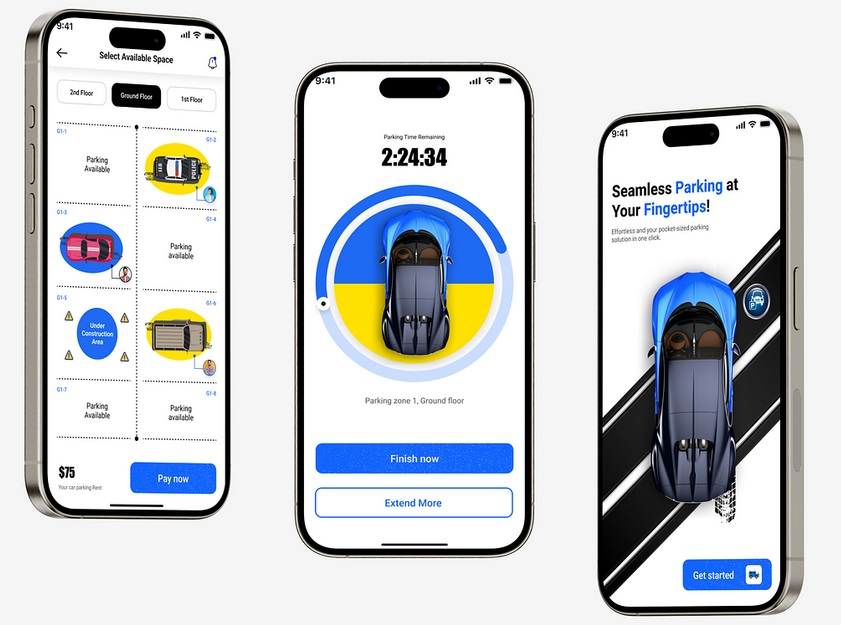 9:41
Select Available Space
2nd Floor
Ground Floor
1st Floor
G1-1
Parking
Available
G1-2
POLICE
G1-3
G1-4
Parking
available
G1-5
Under
Construction
Area
G1-6
G1-7
Parking
Available
G1-8
Parking
available
$75
Your car parking Rent
Pay now
9:41
Parking Time Remaining
2:24:34
Parking zone 1, Ground floor
Finish now
Extend More
9:41
Seamless Parking at
Your Fingertips!
Effortless and your pocket-sized parking
solution in one click.
P
Get started